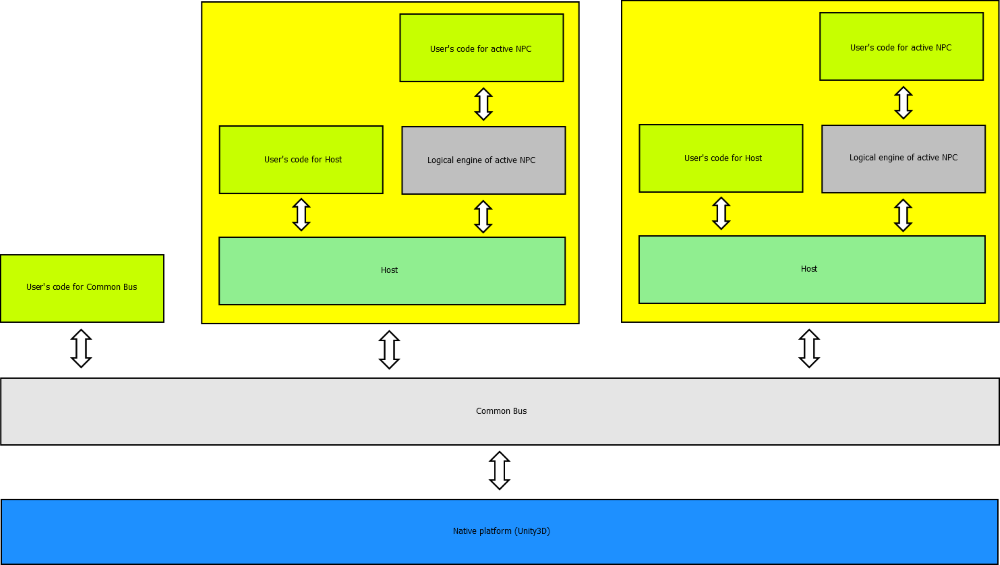 User's code for active NPC
User's code for active NPC
User's code for Host
Logical engine of active NPC
User's code for Host
Logical engine of active NPC
Host
Host
User's code for Common Bus
Common Bus
Native platform (Unity3D)